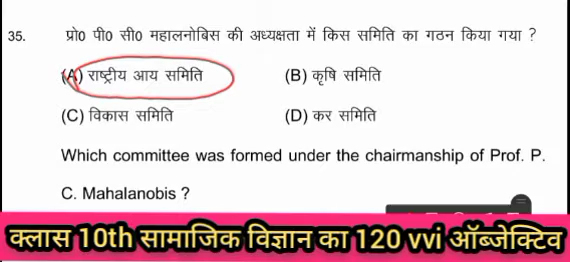 35. प्रो० पी० सी० महालनोबिस की अध्यक्षता में किस समिति का गठन किया गया ?
(A) राष्ट्रीय आय समिति (B) कृषि समिति
(C) विकास समिति (D) कर समिति
Which committee was formed under the chairmanship of Prof. P.
C. Mahalanobis ?
क्लास 10th सामाजिक विज्ञान का 120 vvi ऑब्जेक्टिव